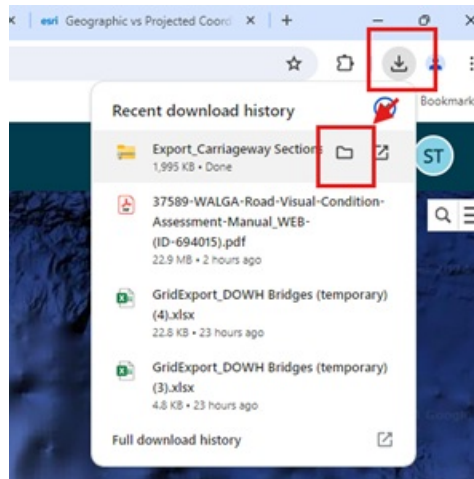 esri Geographic vs Projected Coord
Bookmark
Recent download history
Export_Carriageway Sections
1,995 KB • Done
ST
37589-WALGA-Road-Visual-Condition-
Assessment-Manual_WEB-
(ID-694015).pdf
22.9 MB • 2 hours ago
GridExport_DOWH Bridges (temporary)
(4).xlsx
22.8 KB • 23 hours ago
GridExport_DOWH Bridges (temporary)
(3).xlsx
4.8 KB • 23 hours ago
Full download history